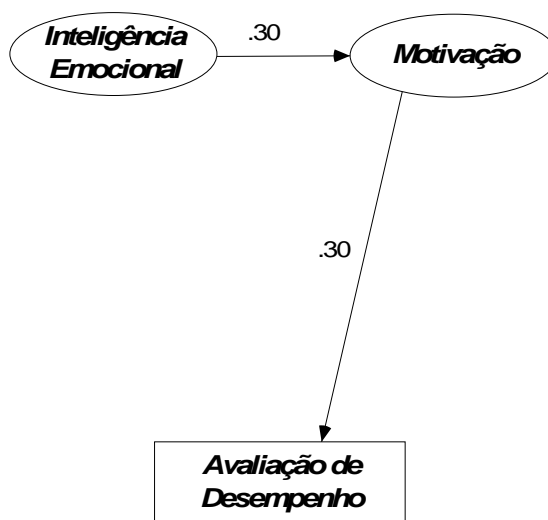 Inteligência
Emocional
.30
Motivação
.30
Avaliação de
Desempenho